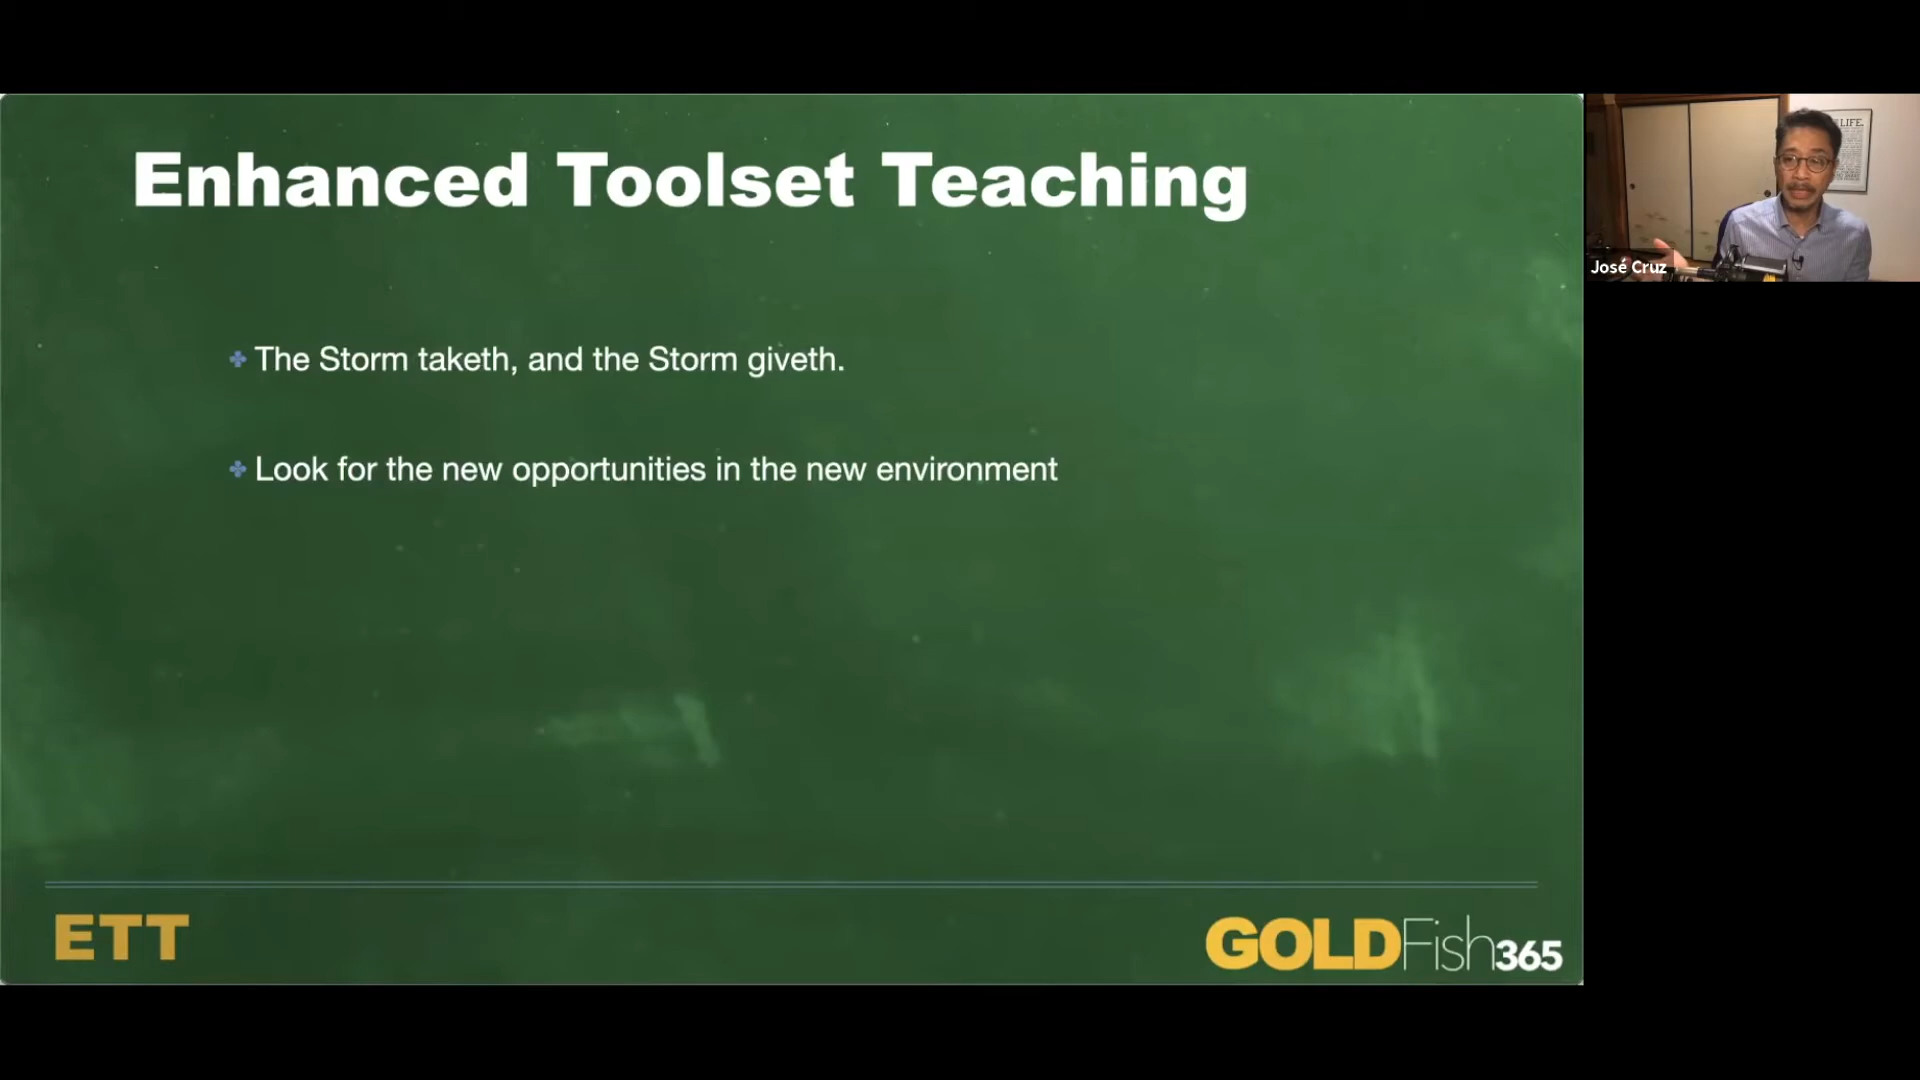 Enhanced Toolset Teaching
The Storm taketh, and the Storm giveth.
Look for the new opportunities in the new environment
ETT
GOLDFish365
LIFE.
José Cruz